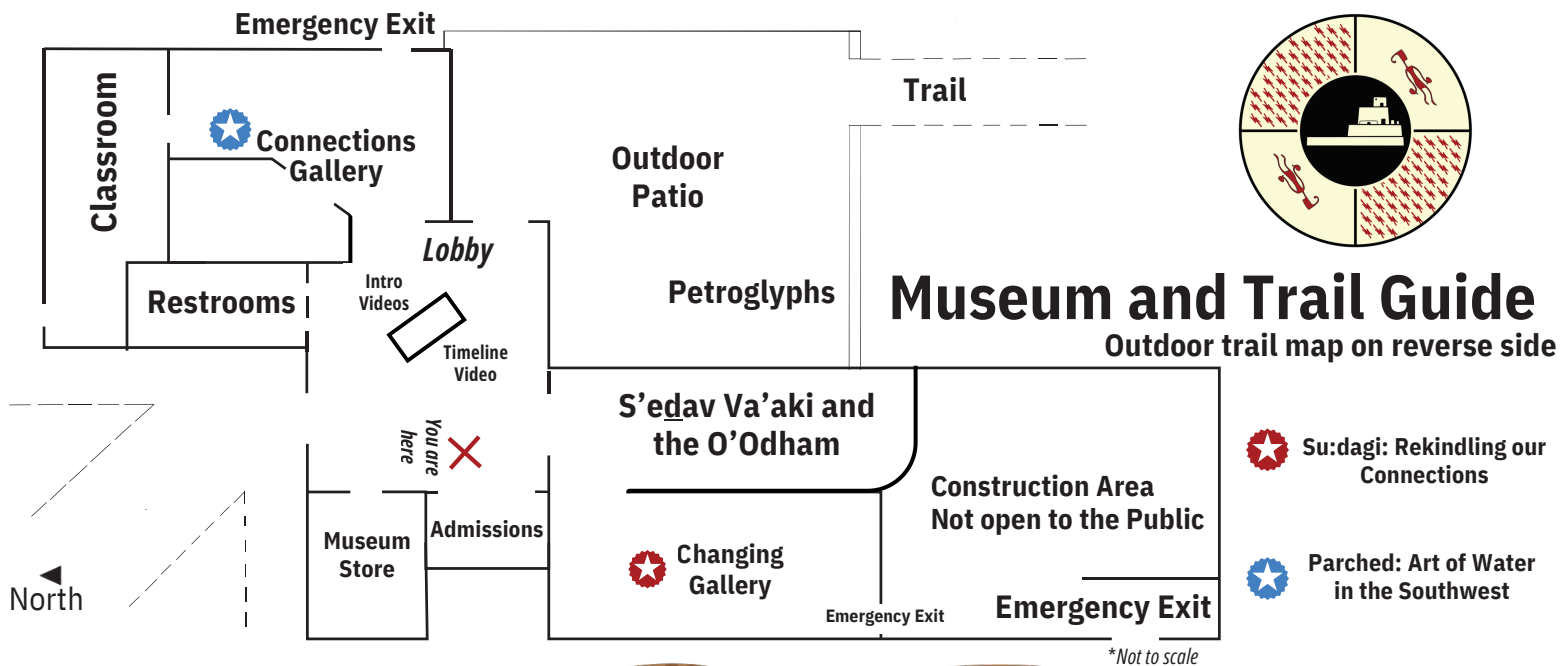 Emergency Exit
Classroom
Connections
Gallery
Restrooms
Lobby
Intro
Videos
Timeline
Video
Outdoor
Patio
Petroglyphs
Trail
Museum and Trail Guide
Outdoor trail map on reverse side
You are
here
S’edav Va’aki and
the O’Odham
Construction Area
Not open to the Public
Museum
Store
Admissions
Changing
Gallery
Emergency Exit
Emergency Exit
*Not to scale
North
Su:dagi: Rekindling our
Connections
Parched: Art of Water
in the Southwest